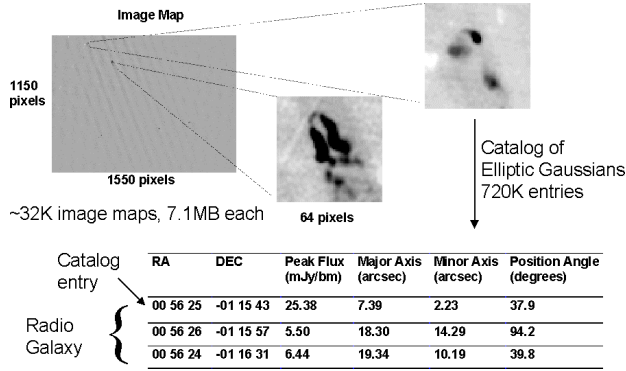 Image Map
1150
pixels
1550 pixels
~32K image maps, 7.1MB each
64 pixels
Catalog of
Elliptic Gaussians
720K entries
Catalog
entry
Radio
Galaxy
RA DEC Peak Flux Major Axis Minor Axis Position Angle
(mJy/bm) (arcsec) (arcsec) (degrees)
00 56 25 -01 15 43 25.38 7.39 2.23 37.9
00 56 26 -01 15 57 5.50 18.30 14.29 94.2
00 56 24 -01 16 31 6.44 19.34 10.19 39.8